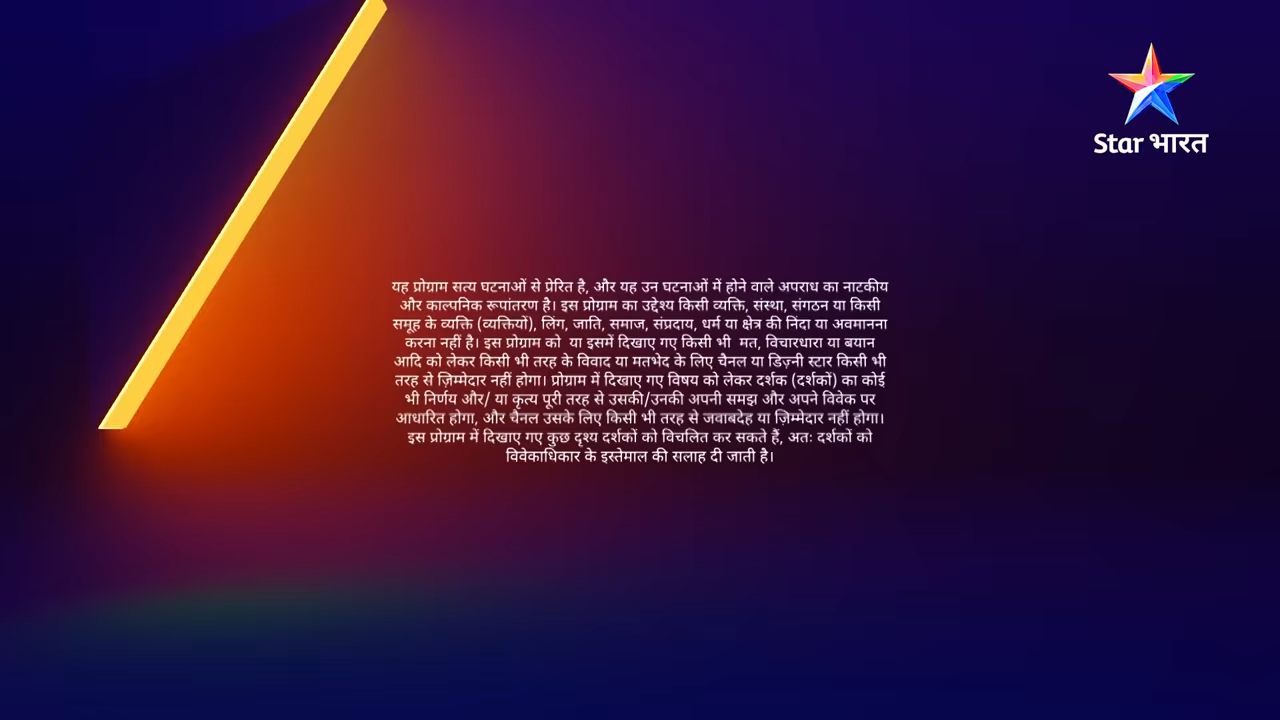 Star भारत
यह प्रोग्राम सत्य घटनाओं से प्रेरित है, और यह उन घटनाओं में होने वाले अपराध का नाटकीय
और काल्पनिक रूपांतरण है। इस प्रोग्राम का उद्देश्य किसी व्यक्ति, संस्था, संगठन या किसी
समूह के व्यक्ति (व्यक्तियों), लिंग, जाति, समाज, संप्रदाय, धर्म या क्षेत्र की निंदा या अवमानना
करना नहीं है। इस प्रोग्राम को या इसमें दिखाए गए किसी भी मत, विचारधारा या बयान
आदि को लेकर किसी भी तरह के विवाद या मतभेद के लिए चैनल या डिज़्नी स्टार किसी भी
तरह से ज़िम्मेदार नहीं होगा। प्रोग्राम में दिखाए गए विषय को लेकर दर्शक (दर्शकों) का कोई
भी निर्णय और/ या कृत्य पूरी तरह से उसकी/उनकी अपनी समझ और अपने विवेक पर
आधारित होगा, और चैनल उसके लिए किसी भी तरह से जवाबदेह या ज़िम्मेदार नहीं होगा।
इस प्रोग्राम में दिखाए गए कुछ दृश्य दर्शकों को विचलित कर सकते हैं, अतः दर्शकों को
विवेकाधिकार के इस्तेमाल की सलाह दी जाती है।